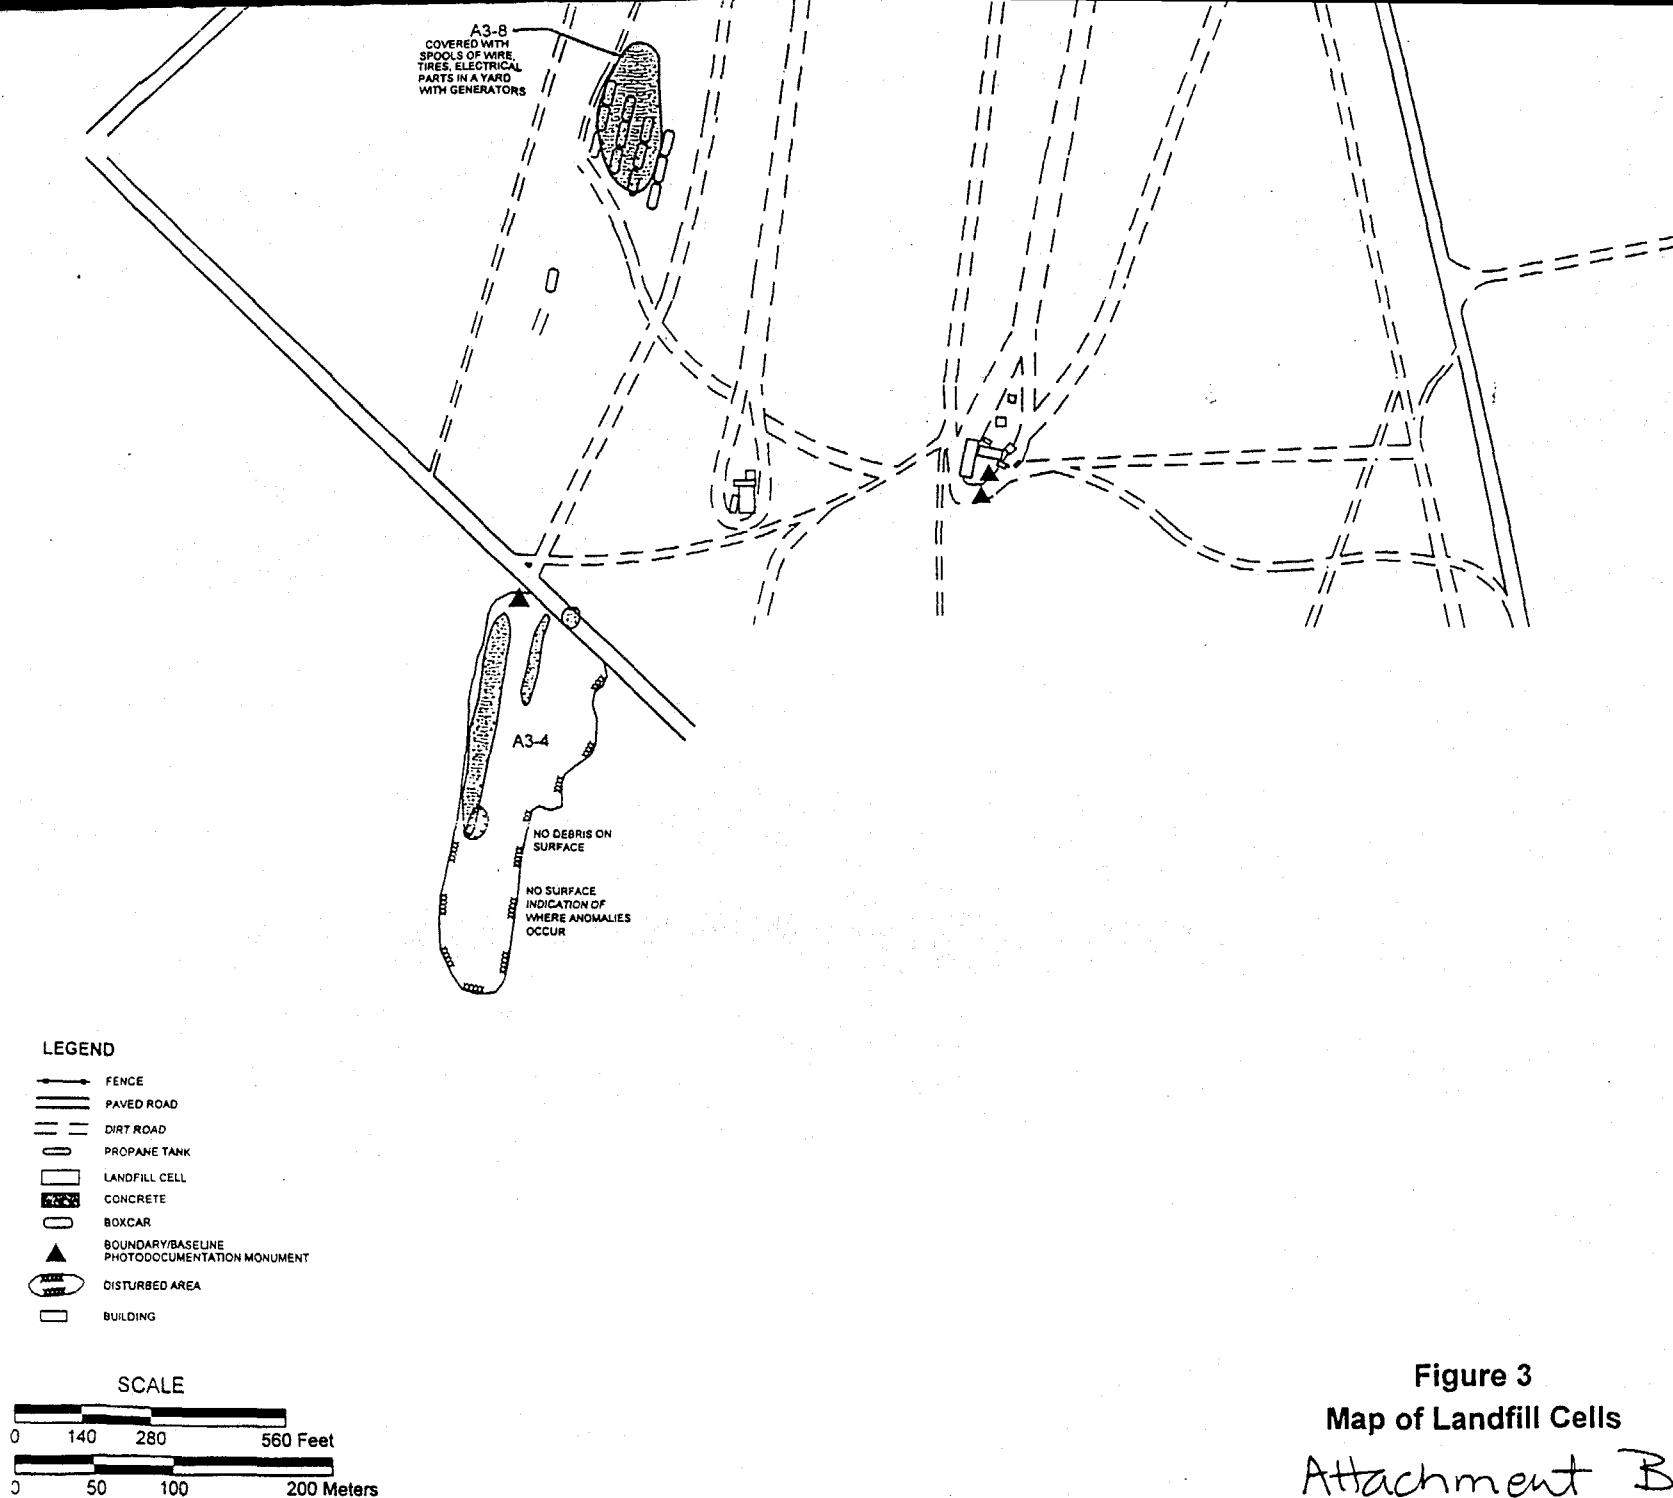 A3-8
COVERED WITH
SPOOLS OF WIRE,
TIRES, ELECTRICAL
PARTS IN A YARD
WITH GENERATORS
A3-4
NO DEBRIS ON
SURFACE
NO SURFACE
INDICATION OF
WHERE ANOMALIES
OCCUR
LEGEND
FENCE
PAVED ROAD
DIRT ROAD
PROPANE TANK
LANDFILL CELL
CONCRETE
BOXCAR
BOUNDARY/BASELINE
PHOTODOCUMENTATION MONUMENT
DISTURBED AREA
BUILDING
SCALE
0 140 280 560 Feet
0 50 100 200 Meters
Figure 3
Map of Landfill Cells
Attachment B